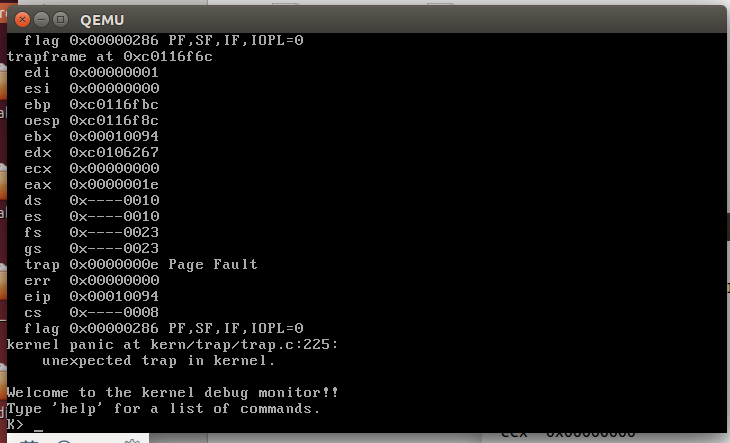 QEMU
flag 0x00000286 PF,SF,IF,IOPL=0
trapframe at 0xc0116f6c
edi 0x00000001
esi 0x00000000
ebp 0xc0116fbc
oesp 0xc0116f8c
ebx 0x00010094
edx 0xc0106267
ecx 0x00000000
eax 0x0000001e
ds 0x----0010
es 0x----0010
fs 0x----0023
gs 0x----0023
trap 0x0000000e Page Fault
err 0x00000000
eip 0x00010094
cs 0x----0008
flag 0x00000286 PF,SF,IF,IOPL=0
kernel panic at kern/trap/trap.c:225:
unexpected trap in kernel.
Welcome to the kernel debug monitor!!
Type 'help' for a list of commands.
K> _